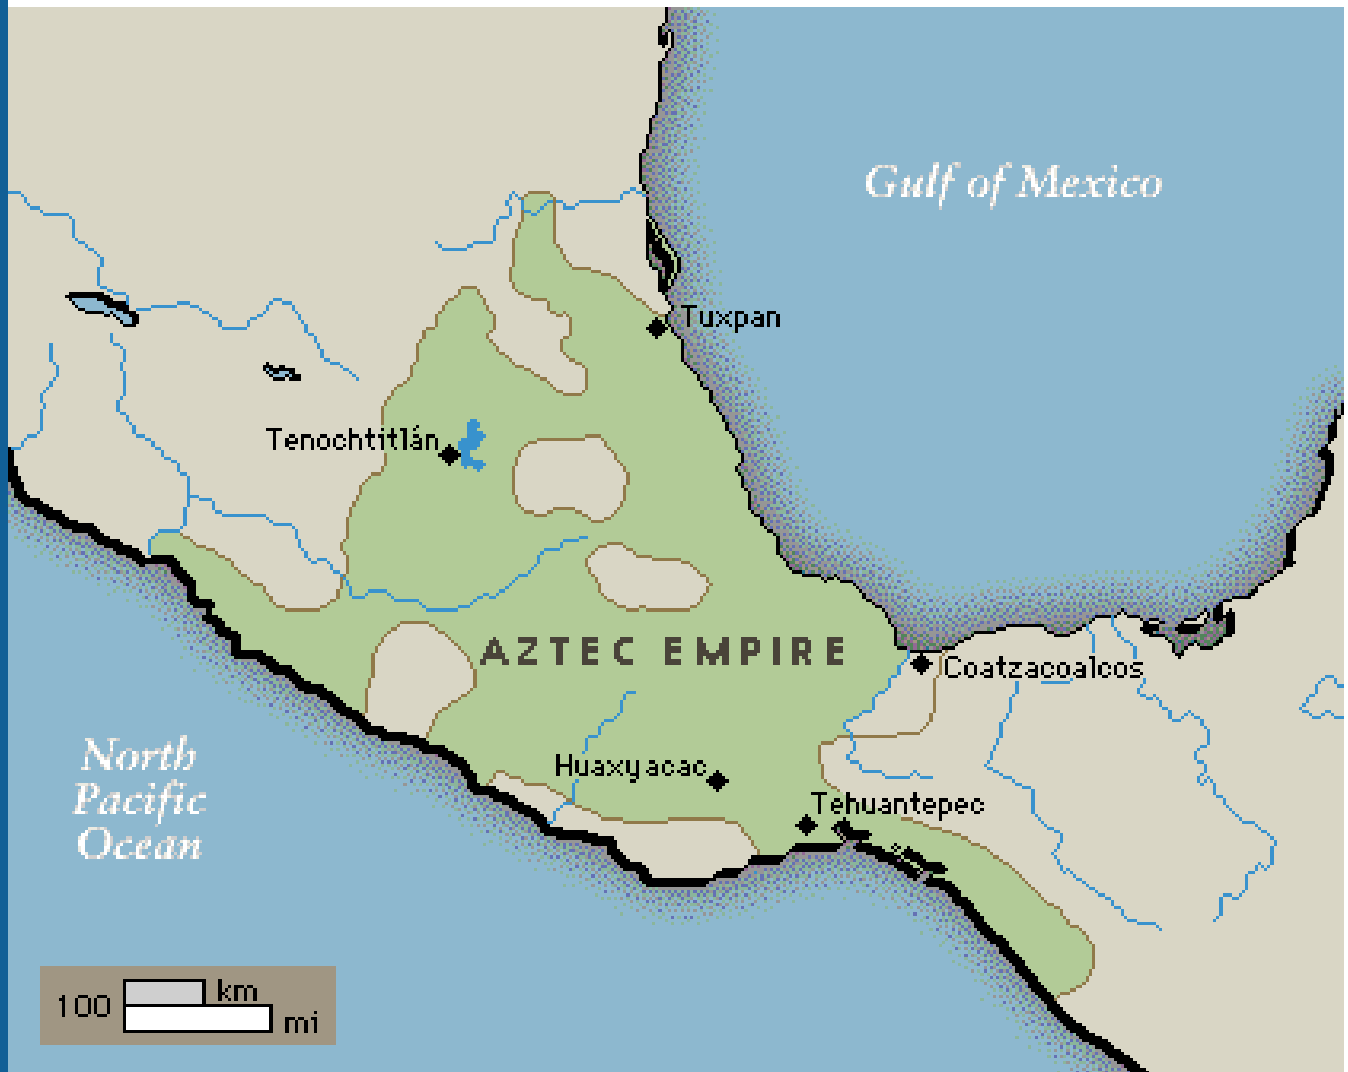 Gulf of Mexico
Tuxpan
Tenochtitlán
AZTEC EMPIRE
Coatzacoalcos
North
Pacific
Ocean
Huaxyacac
Tehuantepec
100 km
mi